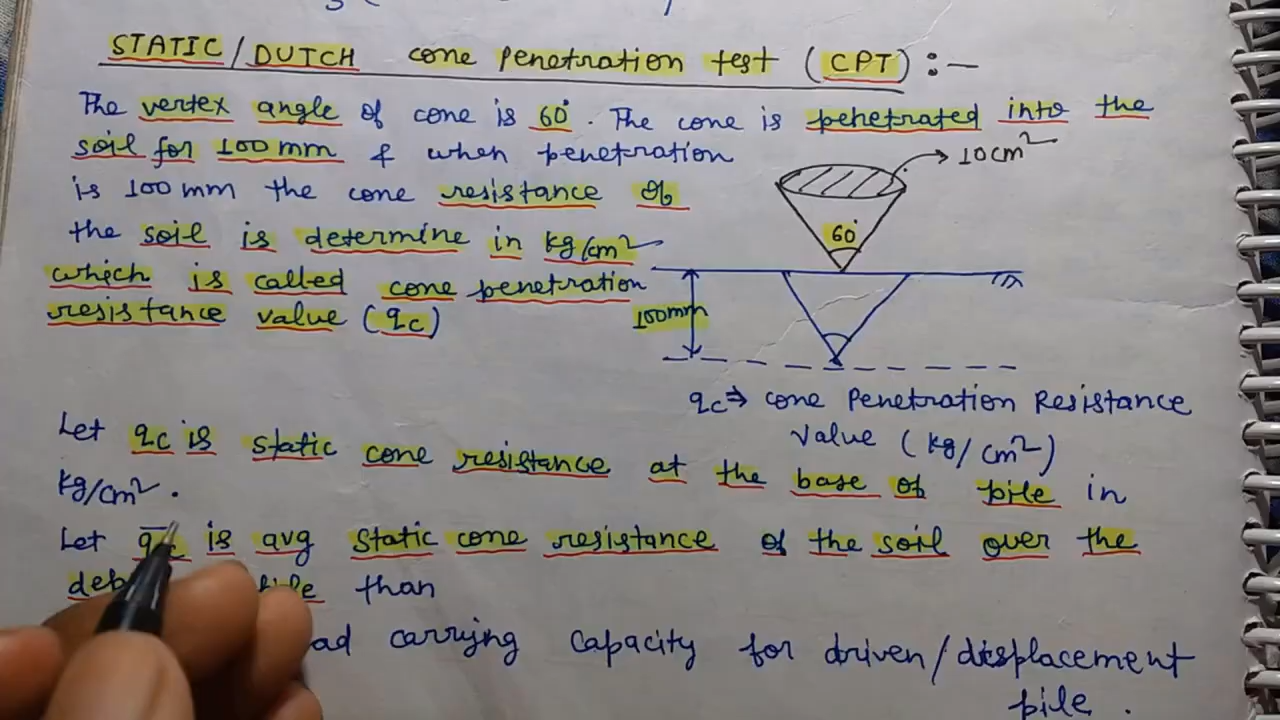 STATIC/DUTCH cone Penetration test (CPT):—
The vertex angle of cone is 60°. The cone is penetrated into the
soil for 100 mm & when penetration
10cm²
is 100 mm the cone resistance of
the soil is determine in kg/cm²
60°
which is called cone penetration
resistance value (qc)
100mm
qc ⇒ cone Penetration Resistance
value (kg/cm²)
Let qc is static cone resistance at the base of pile in
kg/cm².
Let q̄c is avg static cone resistance of the soil over the
than
carrying capacity for driven/displacement
pile.